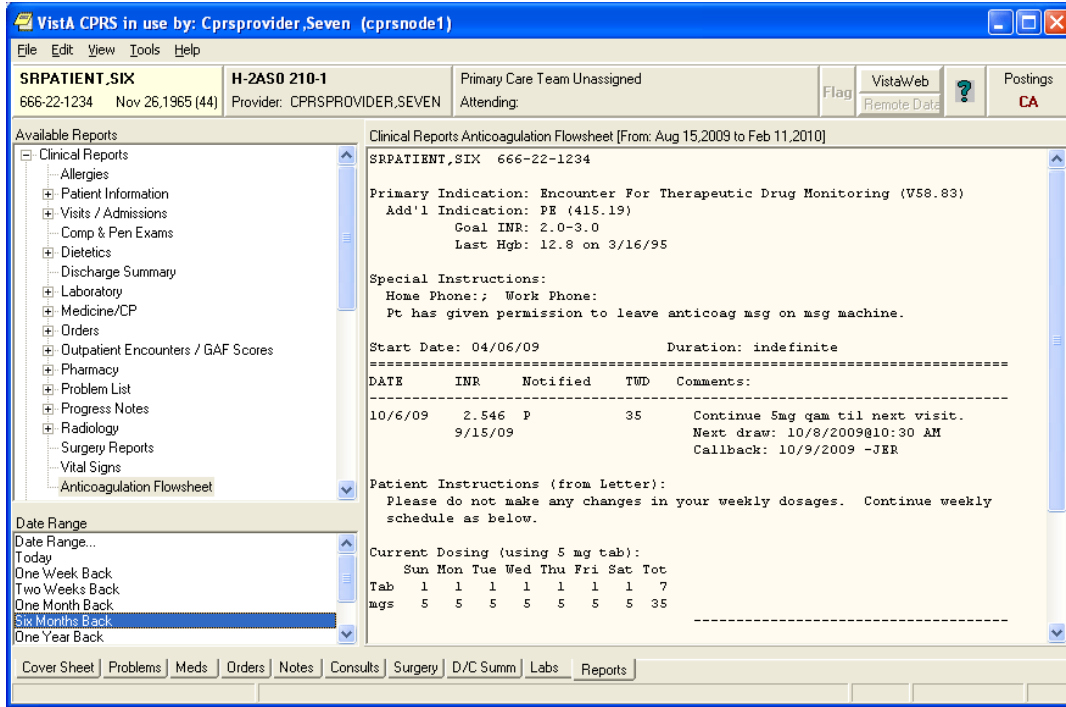 VistA CPRS in use by: Cprsprovider,Seven (cprsnode1)
File Edit View Tools Help
SRPATIENT,SIX
666-22-1234 Nov 26,1965 (44)
H-2AS0 210-1
Provider: CPRSPROVIDER,SEVEN
Primary Care Team Unassigned
Attending:
Flag
VistaWeb
Remote Data
?
Postings
CA
Available Reports
Clinical Reports
Allergies
Patient Information
Visits / Admissions
Comp & Pen Exams
Dietetics
Discharge Summary
Laboratory
Medicine/CP
Orders
Outpatient Encounters / GAF Scores
Pharmacy
Problem List
Progress Notes
Radiology
Surgery Reports
Vital Signs
Anticoagulation Flowsheet
Date Range
Date Range...
Today
One Week Back
Two Weeks Back
One Month Back
Six Months Back
One Year Back
Clinical Reports Anticoagulation Flowsheet [From: Aug 15,2009 to Feb 11,2010]
SRPATIENT,SIX 666-22-1234
Primary Indication: Encounter For Therapeutic Drug Monitoring (V58.83)
Add'l Indication: PE (415.19)
Goal INR: 2.0-3.0
Last Hgb: 12.8 on 3/16/95
Special Instructions:
Home Phone:; Work Phone:
Pt has given permission to leave anticoag msg on msg machine.
Start Date: 04/06/09 Duration: indefinite
================================================================================
DATE INR Notified TWD Comments:
--------------------------------------------------------------------------------
10/6/09 2.546 P 35 Continue 5mg qam til next visit.
9/15/09 Next draw: 10/8/2009@10:30 AM
Callback: 10/9/2009 -JER
Patient Instructions (from Letter):
Please do not make any changes in your weekly dosages. Continue weekly
schedule as below.
Current Dosing (using 5 mg tab):
Sun Mon Tue Wed Thu Fri Sat Tot
Tab 1 1 1 1 1 1 1 7
mgs 5 5 5 5 5 5 5 35
-------------------------------------
Cover Sheet Problems Meds Orders Notes Consults Surgery D/C Summ Labs Reports